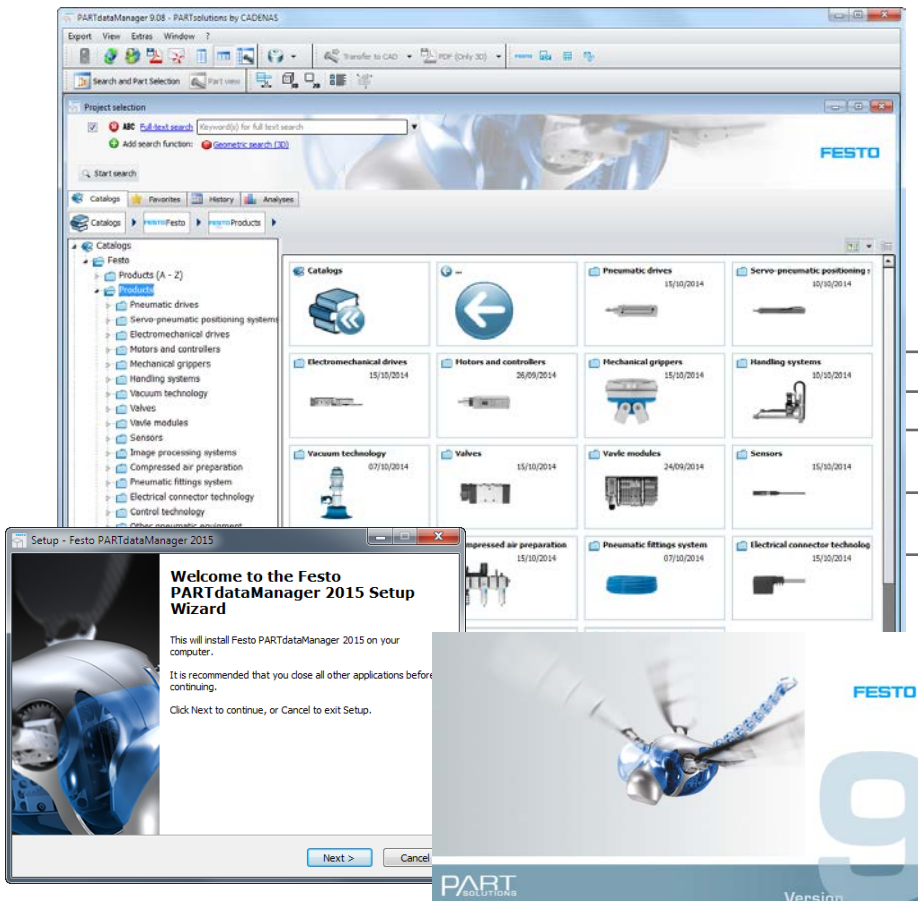 PARTdataManager 9.08 - PARTsolutions by CADENAS
Export View Extras Window ?
Transfer to CAD PDF (Only 3D)
Search and Part Selection Part view
Project selection
ABC Full-text search Keyword(s) for full text search
Add search function: Geometric search (3D)
FESTO
Start search
Catalogs Favorites History Analyses
Catalogs Festo Products
Catalogs
Festo
Products (A - Z)
Products
Pneumatic drives
Servo-pneumatic positioning systems
Electromechanical drives
Motors and controllers
Mechanical grippers
Handling systems
Vacuum technology
Valves
Vavle modules
Sensors
Image processing systems
Compressed air preparation
Pneumatic fittings system
Electrical connector technology
Control technology
Other pneumatic equipment
Catalogs
..
Pneumatic drives
15/10/2014
Servo-pneumatic positioning s
10/10/2014
Electromechanical drives
15/10/2014
Motors and controllers
26/09/2014
Mechanical grippers
15/10/2014
Handling systems
10/10/2014
Vacuum technology
07/10/2014
Valves
15/10/2014
Vavle modules
24/09/2014
Sensors
15/10/2014
mpressed air preparation
15/10/2014
Pneumatic fittings system
07/10/2014
Electrical connector technolog
15/10/2014
Setup - Festo PARTdataManager 2015
Welcome to the Festo
PARTdataManager 2015 Setup
Wizard
This will install Festo PARTdataManager 2015 on your
computer.
It is recommended that you close all other applications before
continuing.
Click Next to continue, or Cancel to exit Setup.
Next >
Cancel
FESTO
9
PART
SOLUTIONS
Version